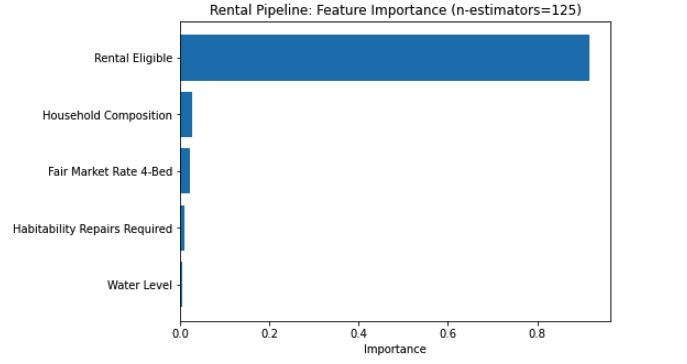 Rental Pipeline: Feature Importance (n-estimators=125)
Rental Eligible
Household Composition
Fair Market Rate 4-Bed
Habitability Repairs Required
Water Level
0.0 0.2 0.4 0.6 0.8
Importance